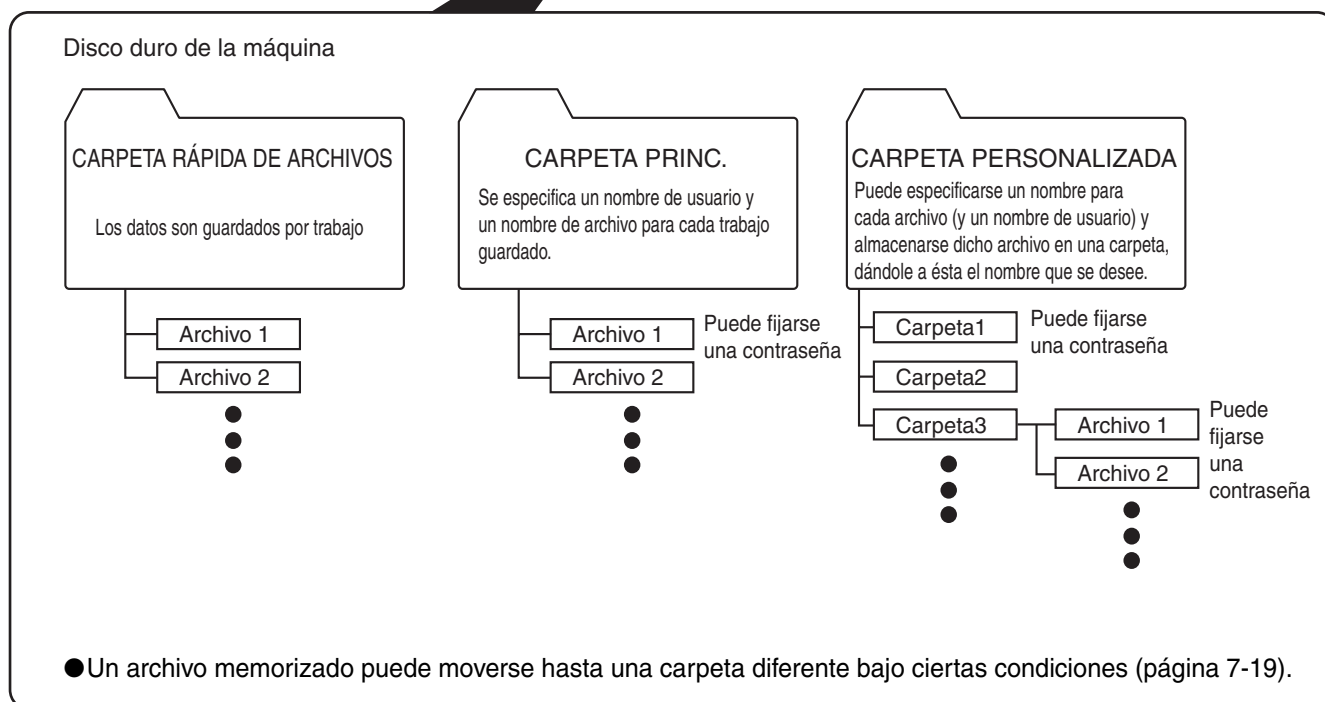 Disco duro de la máquina
CARPETA RÁPIDA DE ARCHIVOS
Los datos son guardados por trabajo
Archivo 1
Archivo 2
CARPETA PRINC.
Se especifica un nombre de usuario y
un nombre de archivo para cada trabajo
guardado.
Archivo 1
Puede fijarse
una contraseña
Archivo 2
CARPETA PERSONALIZADA
Puede especificarse un nombre para
cada archivo (y un nombre de usuario) y
almacenarse dicho archivo en una carpeta,
dándole a ésta el nombre que se desee.
Carpeta1
Puede fijarse
una contraseña
Carpeta2
Carpeta3
Archivo 1
Archivo 2
Puede
fijarse
una
contraseña
●Un archivo memorizado puede moverse hasta una carpeta diferente bajo ciertas condiciones (página 7-19).